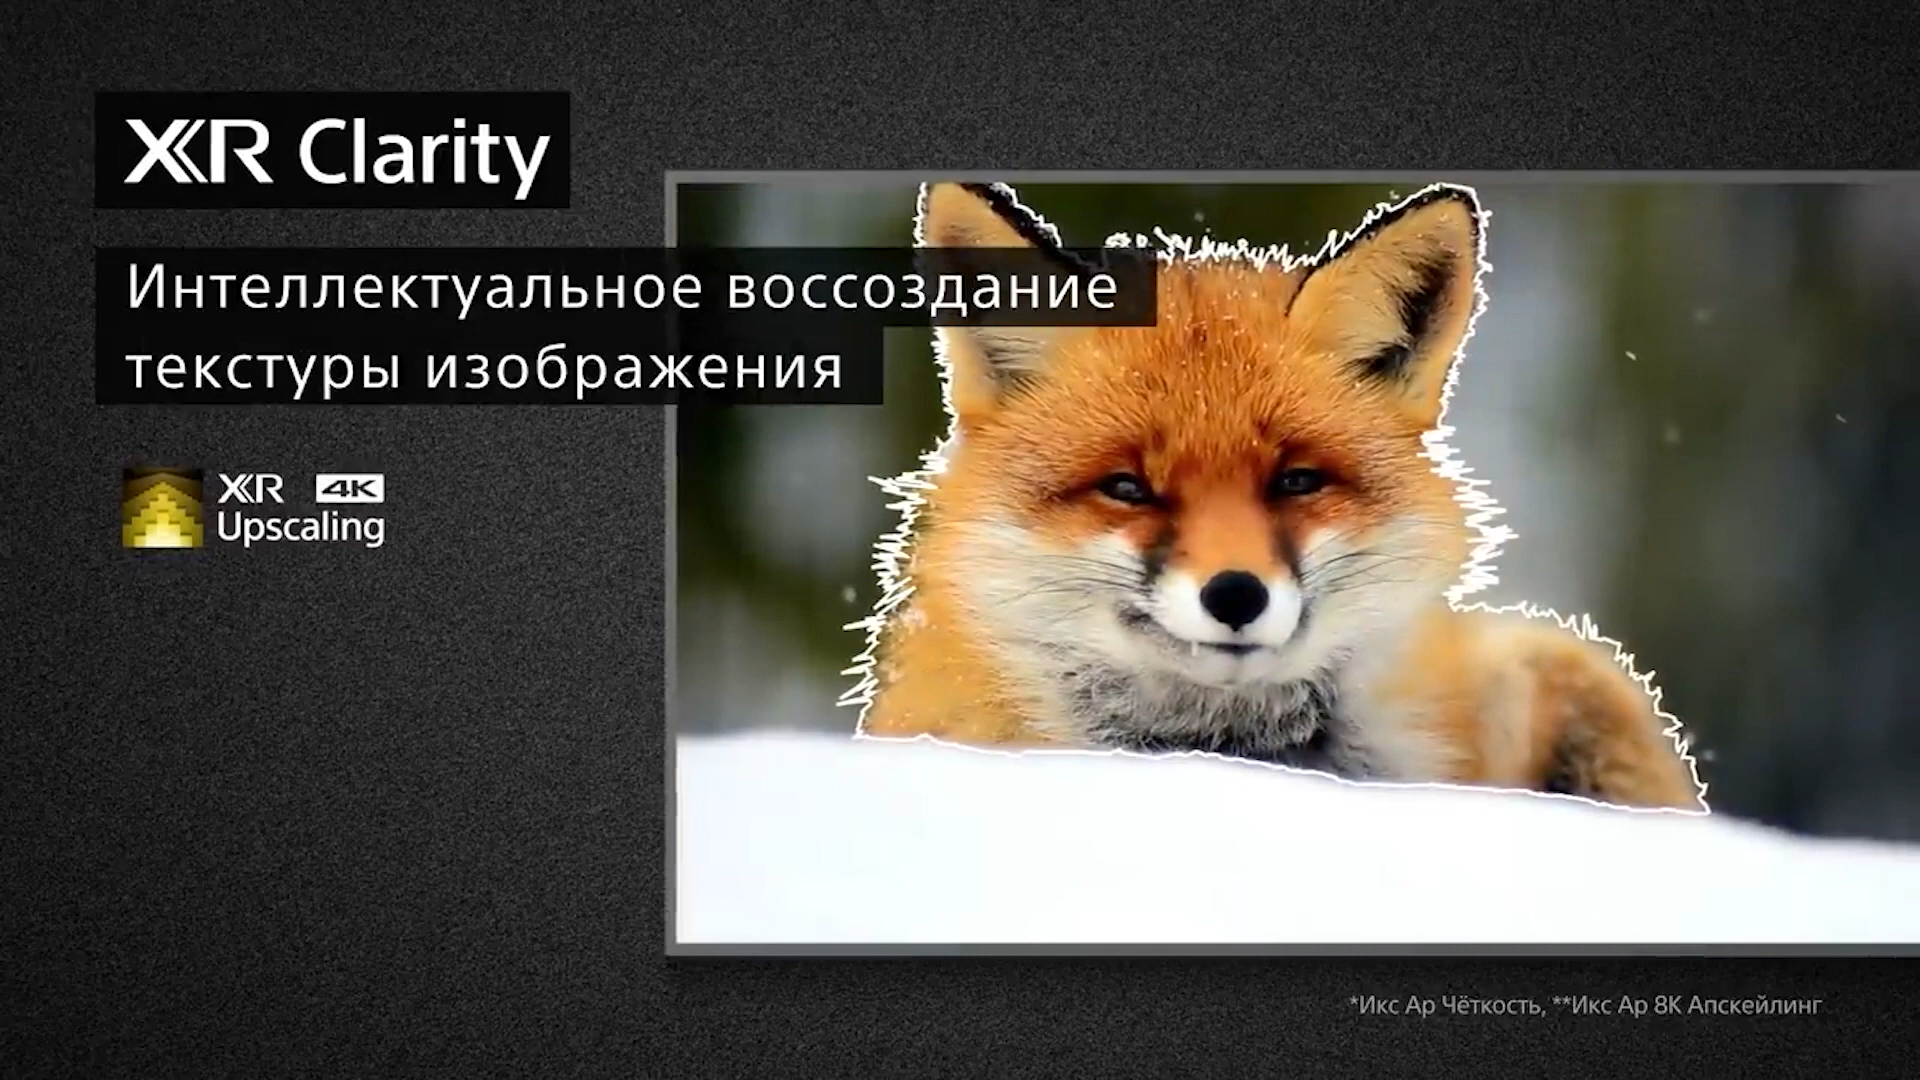 XR Clarity
Интеллектуальное воссоздание
текстуры изображения
XR 4K
Upscaling
*Икс Ар Чёткость, **Икс Ар 8K Апскейлинг